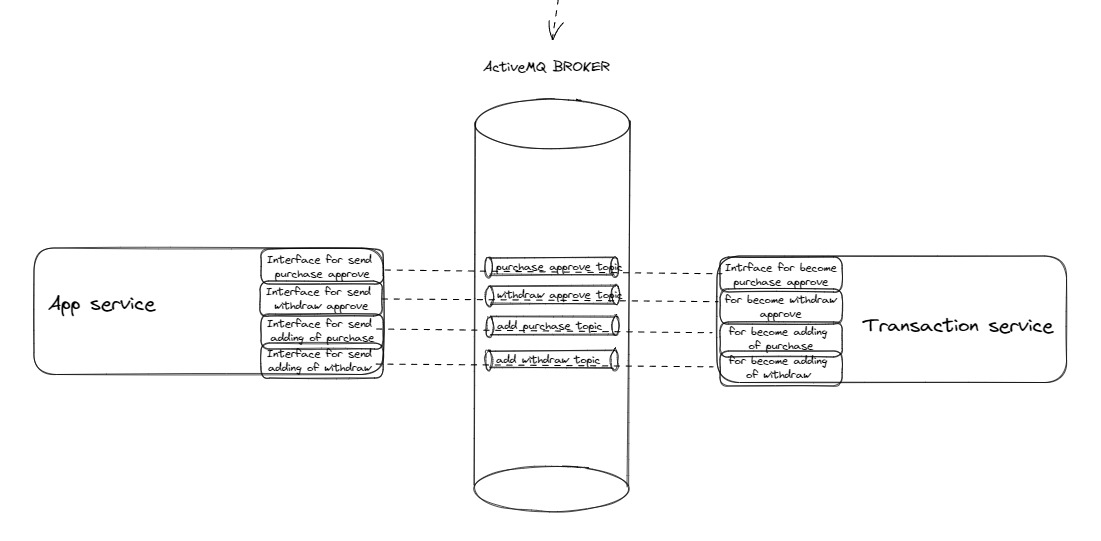 ActiveMQ BROKER
App service
Interface for send
purchase approve
Interface for send
withdraw approve
Interface for send
adding of purchase
Interface for send
adding of withdraw
purchase approve topic
withdraw approve topic
add purchase topic
add withdraw topic
Intrface for become
purchase approve
for become withdraw
approve
for become adding
of purchase
for become adding
of withdraw
Transaction service